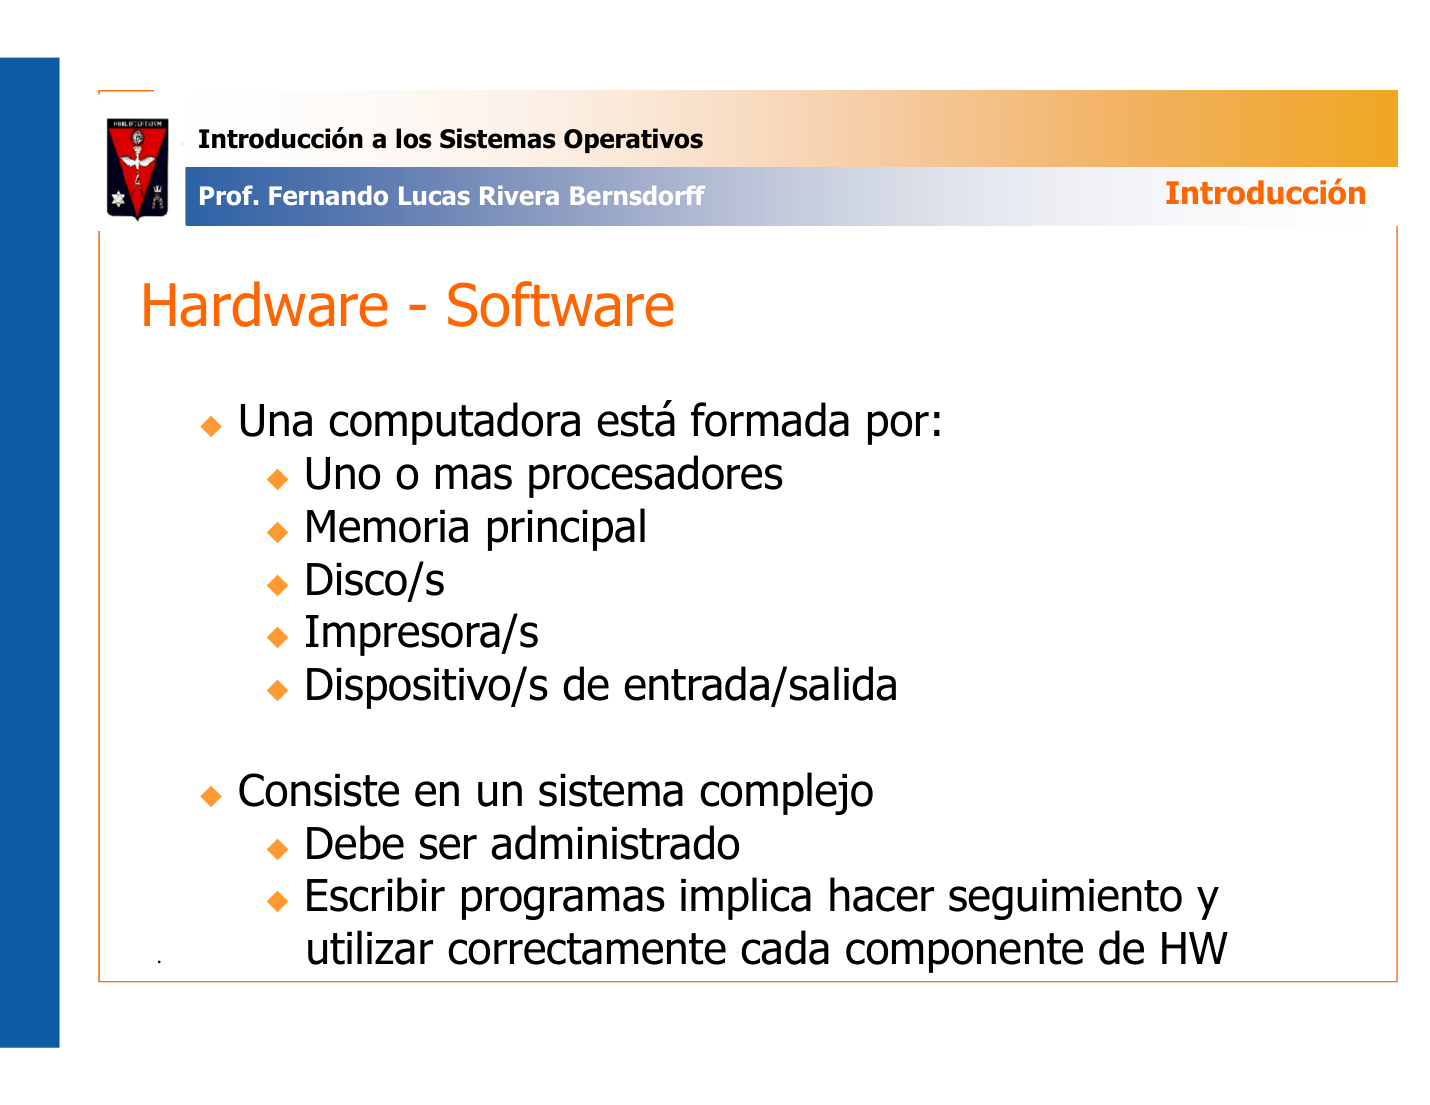 Introducción a los Sistemas Operativos
Prof. Fernando Lucas Rivera Bernsdorff
Introducción
Hardware - Software
Una computadora está formada por:
Uno o mas procesadores
Memoria principal
Disco/s
Impresora/s
Dispositivo/s de entrada/salida
Consiste en un sistema complejo
Debe ser administrado
Escribir programas implica hacer seguimiento y
utilizar correctamente cada componente de HW
.